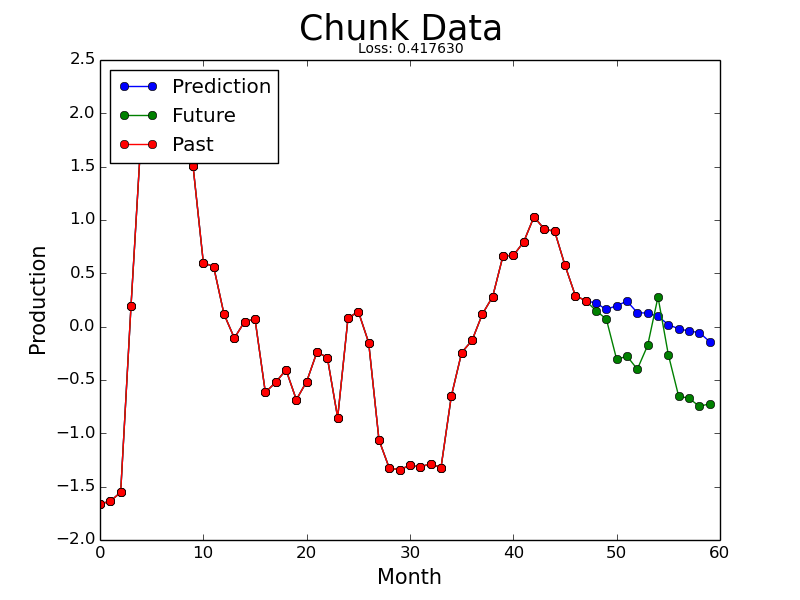 Chunk Data
Loss: 0.417630
2.5
2.0
1.5
1.0
0.5
0.0
−0.5
−1.0
−1.5
−2.0
Production
Prediction
Future
Past
0 10 20 30 40 50 60
Month